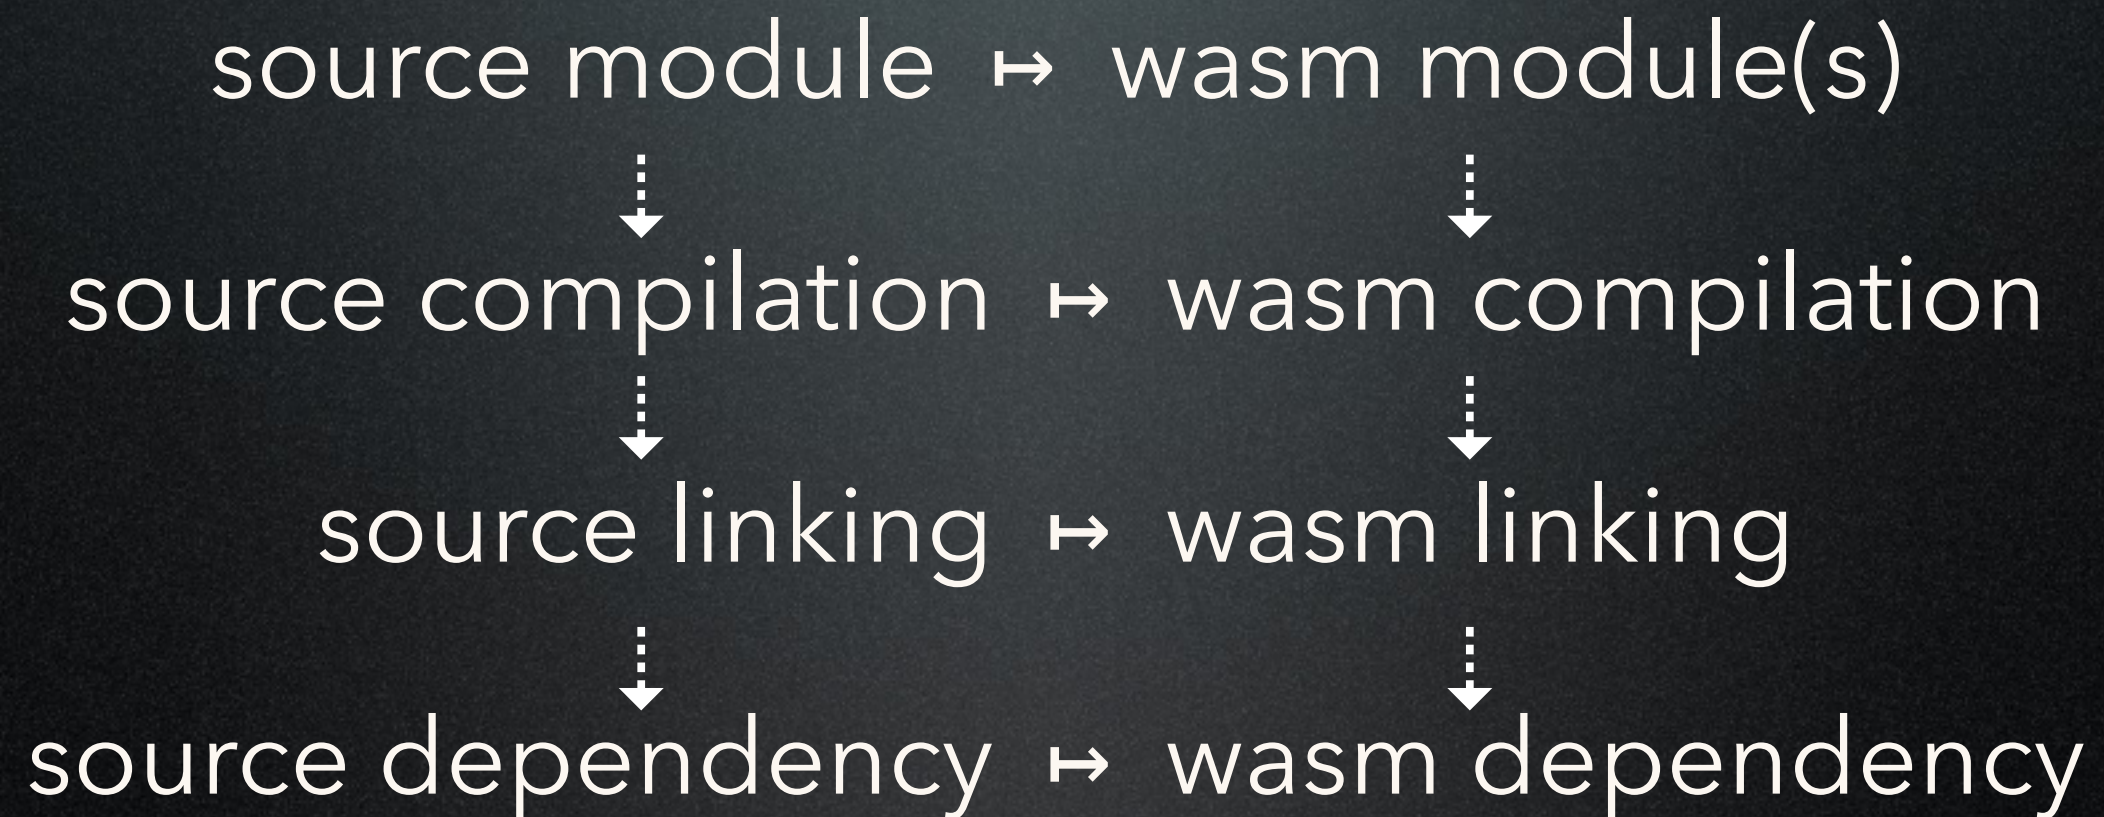 source module ↦ wasm module(s)
source compilation ↦ wasm compilation
source linking ↦ wasm linking
source dependency ↦ wasm dependency